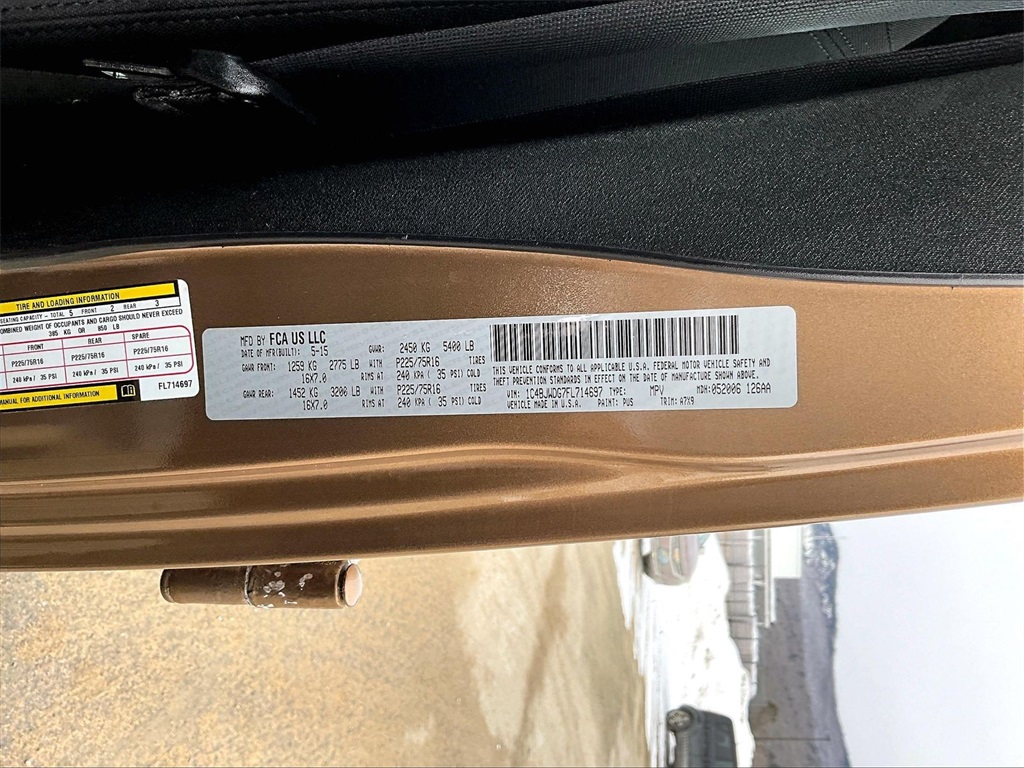 TIRE AND LOADING INFORMATION
SEATING CAPACITY - TOTAL 5 FRONT 2 REAR 3
COMBINED WEIGHT OF OCCUPANTS AND CARGO SHOULD NEVER EXCEED
385 KG OR 850 LB
FRONT REAR SPARE
P225/75R16 P225/75R16 P225/75R16
240 kPa / 35 PSI 240 kPa / 35 PSI 240 kPa / 35 PSI
MANUAL FOR ADDITIONAL INFORMATION
FL714697
MFD BY FCA US LLC
DATE OF MFR(BUILT): 5-15 GVWR: 2450 KG 5400 LB
GAWR FRONT: 1259 KG 2775 LB P225/75R16 TIRES
16X7.0 RIMS AT 240 KPA ( 35 PSI) COLD
GAWR REAR: 1452 KG 3200 LB P225/75R16 TIRES
16X7.0 RIMS AT 240 KPA ( 35 PSI) COLD
THIS VEHICLE CONFORMS TO ALL APPLICABLE U.S.A. FEDERAL MOTOR VEHICLE SAFETY AND
THEFT PREVENTION STANDARDS IN EFFECT ON THE DATE OF MANUFACTURE SHOWN ABOVE.
VIN: 1C4BJWDG7FL714697 TYPE: MPV MDH:052006 126AA
VEHICLE MADE IN U.S.A. PAINT: PUS TRIM: A7X9